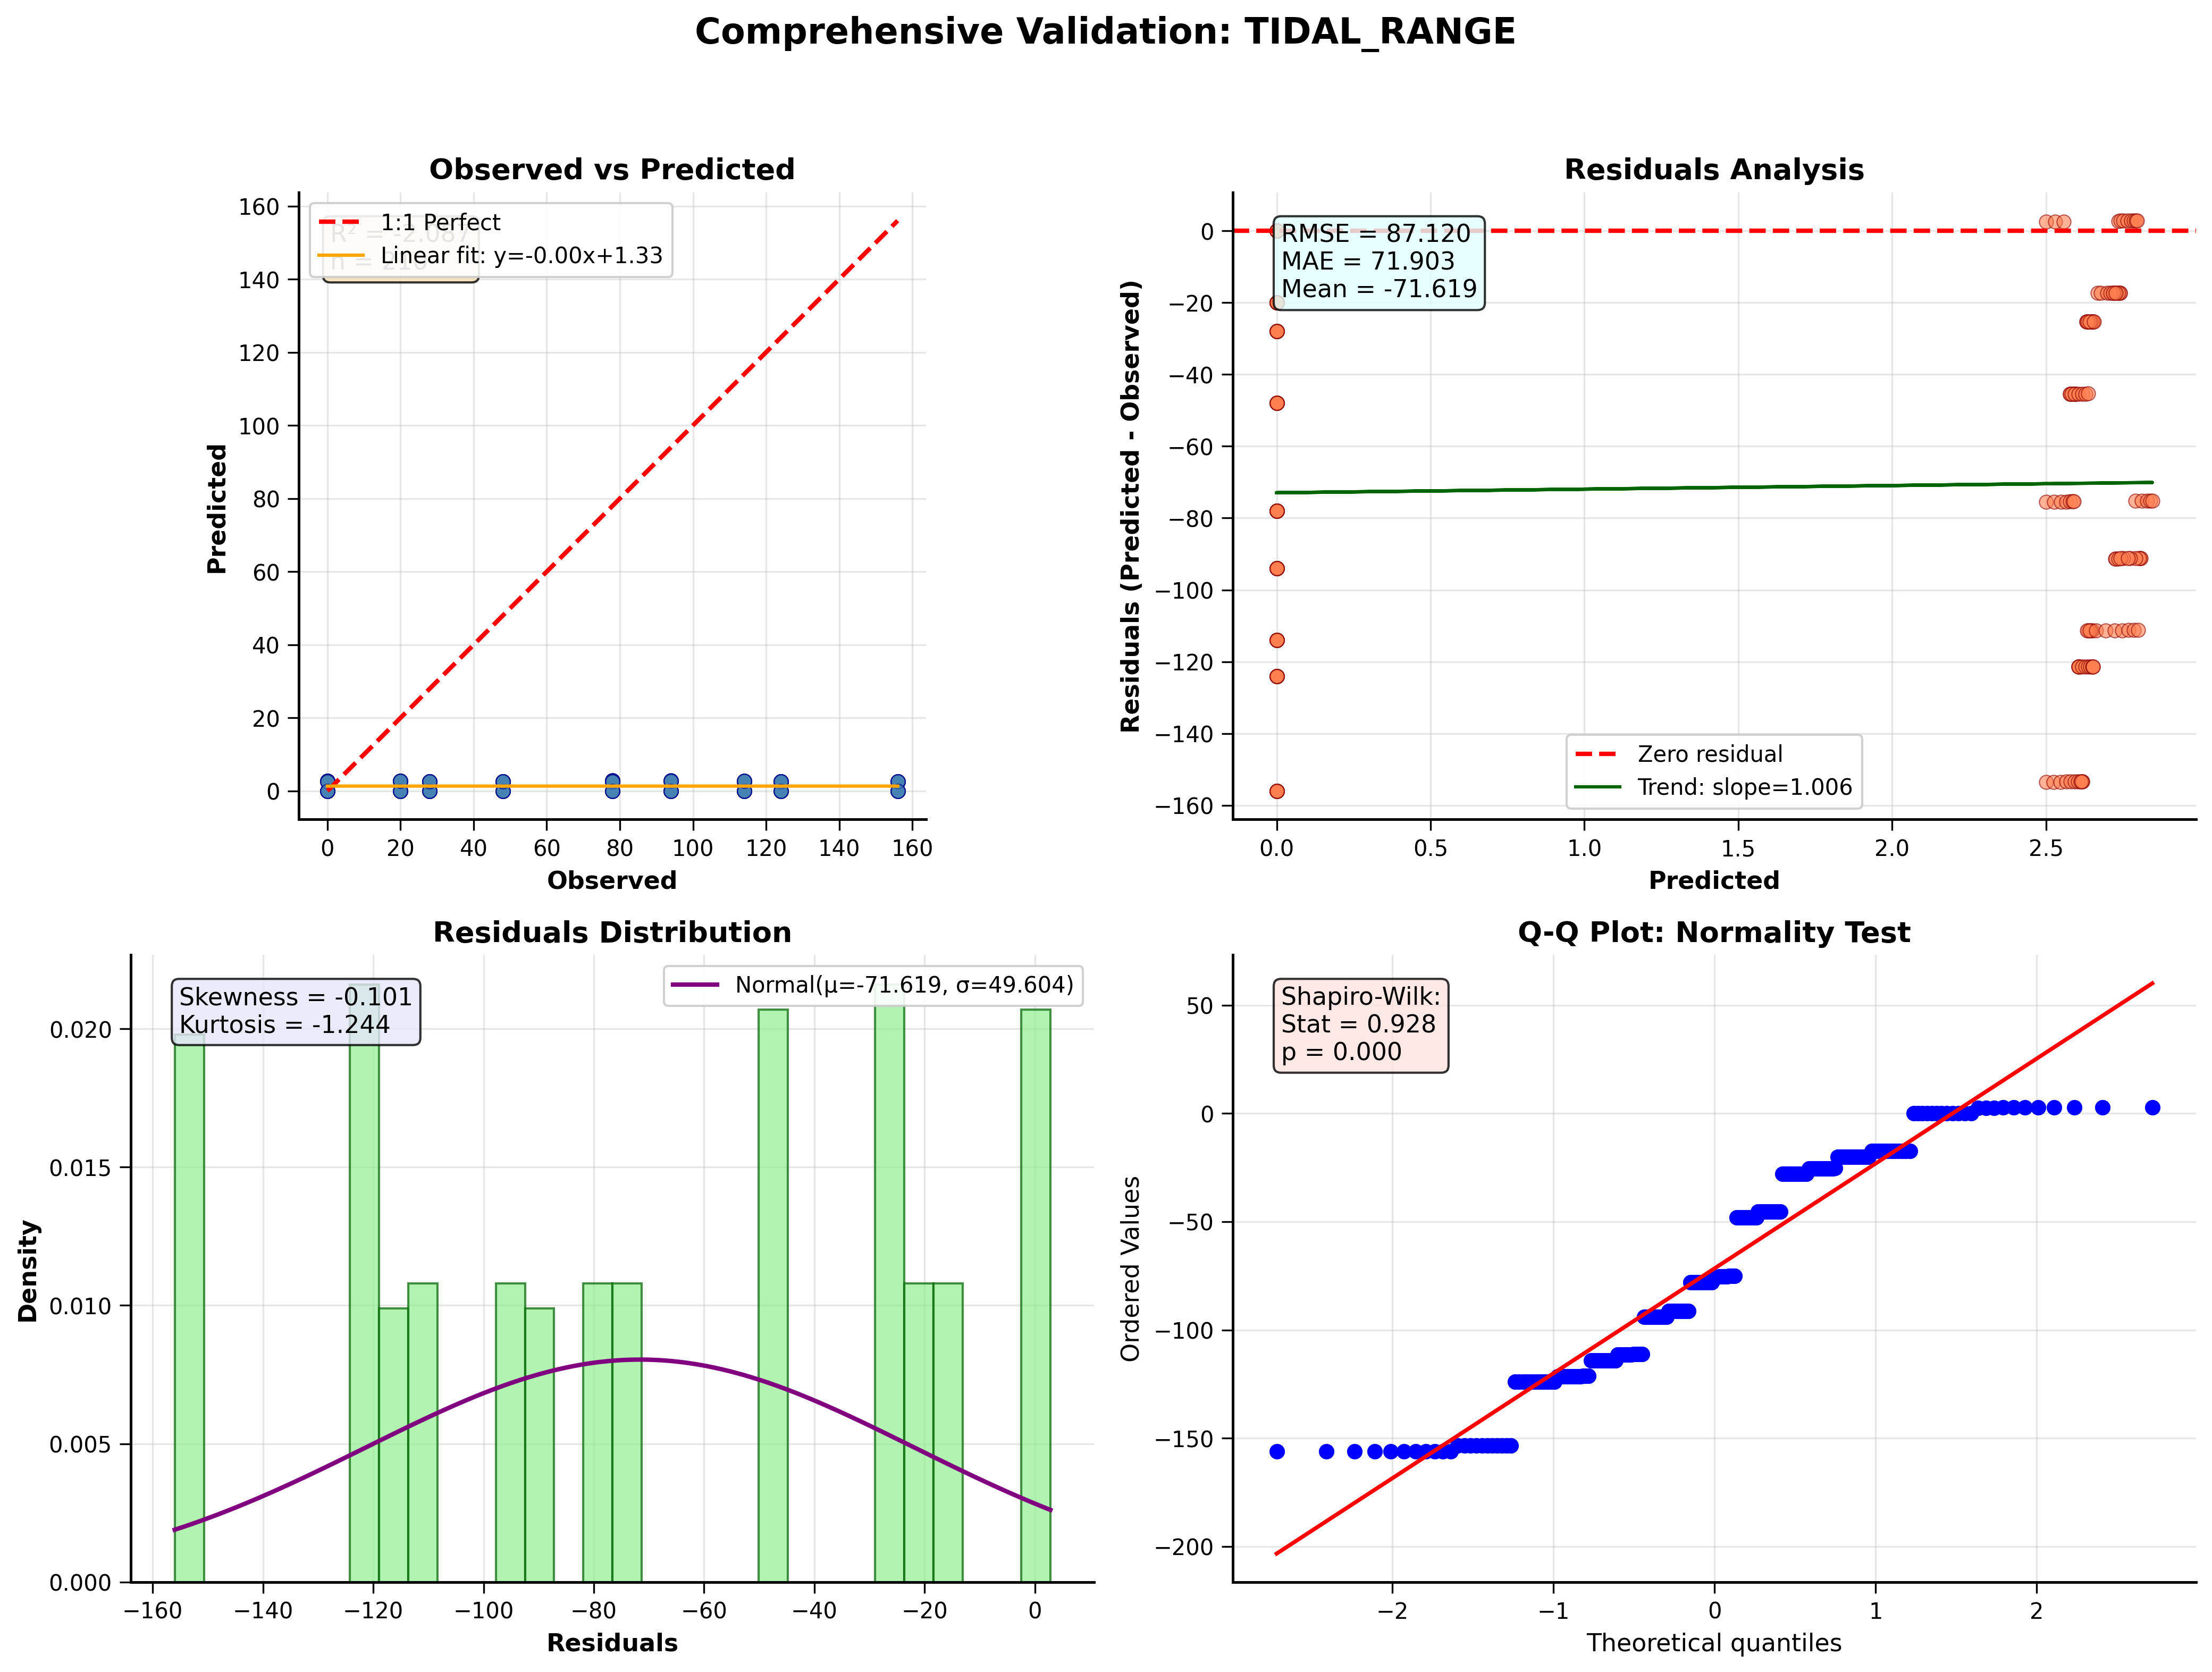 Comprehensive Validation: TIDAL_RANGE
Observed vs Predicted
R² = -2.087
1:1 Perfect
Linear fit: y=-0.00x+1.33
160
140
120
100
80
60
40
20
0
Predicted
0 20 40 60 80 100 120 140 160
Observed
Residuals Analysis
RMSE = 87.120
MAE = 71.903
Mean = -71.619
0
−20
−40
−60
−80
−100
−120
−140
−160
Residuals (Predicted - Observed)
Zero residual
Trend: slope=1.006
0.0 0.5 1.0 1.5 2.0 2.5
Predicted
Residuals Distribution
Skewness = -0.101
Kurtosis = -1.244
Normal(μ=-71.619, σ=49.604)
0.020
0.015
0.010
0.005
0.000
Density
−160 −140 −120 −100 −80 −60 −40 −20 0
Residuals
Q-Q Plot: Normality Test
Shapiro-Wilk:
Stat = 0.928
p = 0.000
50
0
−50
−100
−150
−200
Ordered Values
−2 −1 0 1 2
Theoretical quantiles